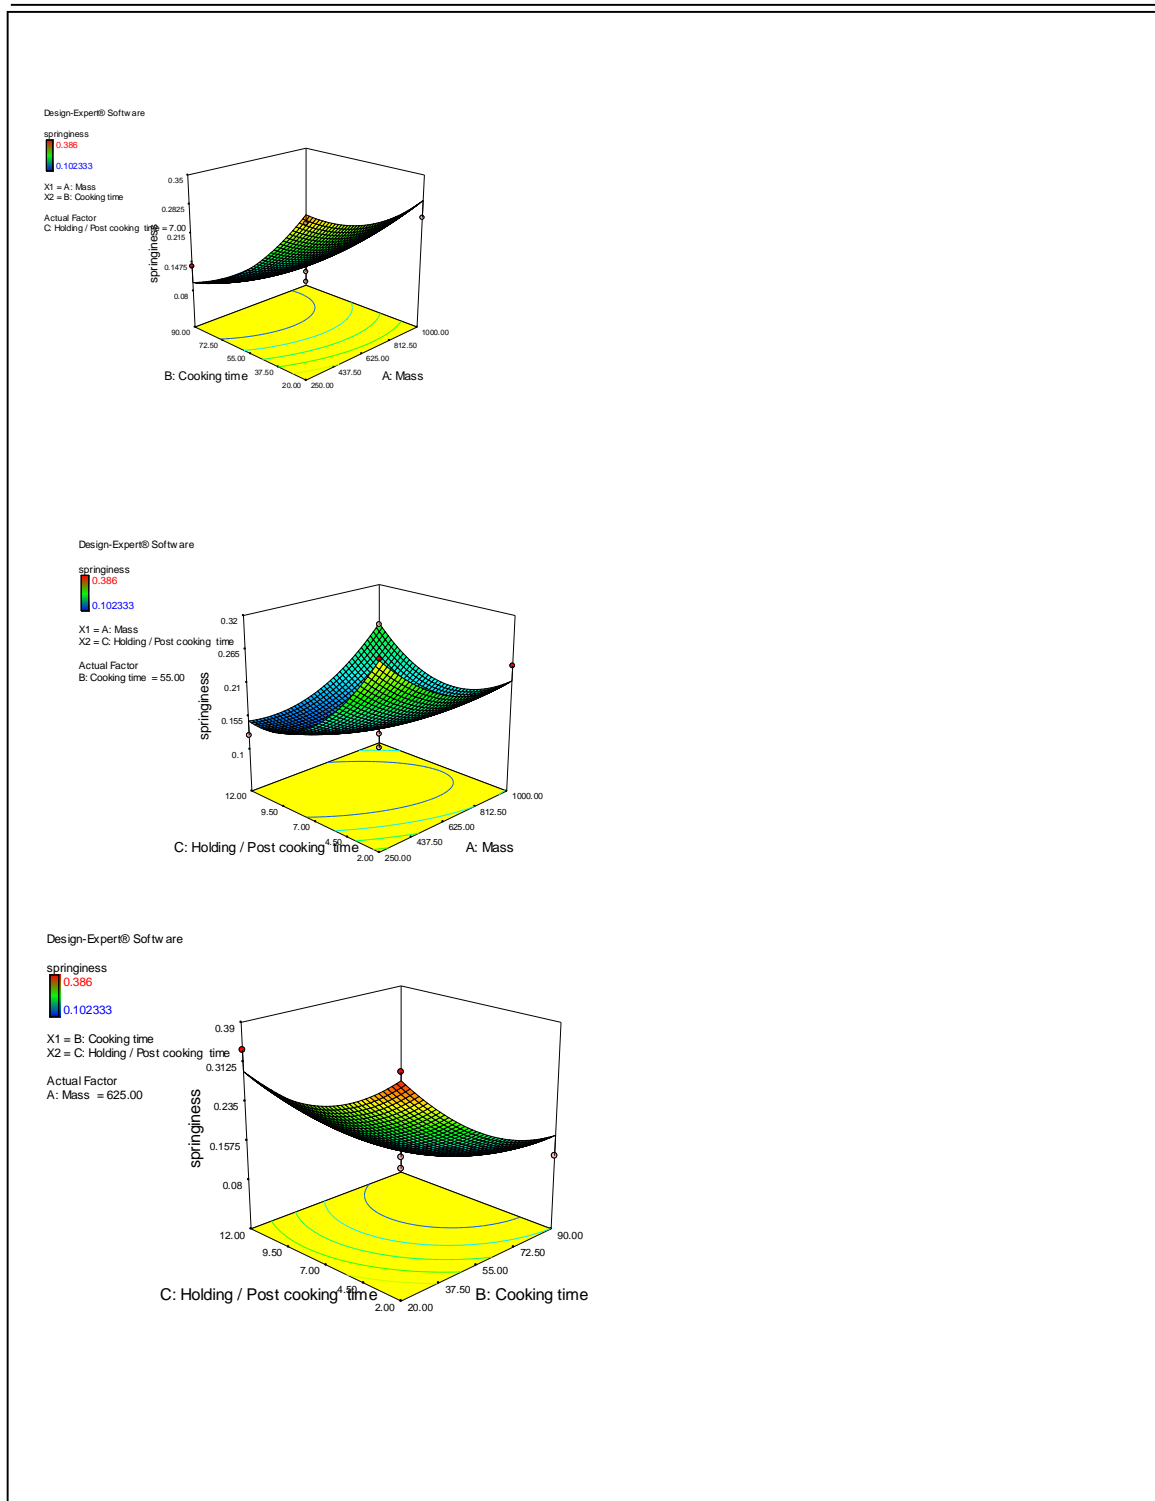 Design-Expert® Software
springiness
0.386
0.102333
X1 = A: Mass
X2 = B: Cooking time
Actual Factor
C: Holding / Post cooking time = 7.00
0.35
0.2825
0.215
0.1475
0.08
springiness
90.00
72.50
55.00
37.50
20.00
250.00
437.50
625.00
812.50
1000.00
B: Cooking time
A: Mass
Design-Expert® Software
springiness
0.386
0.102333
X1 = A: Mass
X2 = C: Holding / Post cooking time
Actual Factor
B: Cooking time = 55.00
0.32
0.265
0.21
0.155
0.1
springiness
12.00
9.50
7.00
4.50
2.00
250.00
437.50
625.00
812.50
1000.00
C: Holding / Post cooking time
A: Mass
Design-Expert® Software
springiness
0.386
0.102333
X1 = B: Cooking time
X2 = C: Holding / Post cooking time
Actual Factor
A: Mass = 625.00
0.39
0.3125
0.235
0.1575
0.08
springiness
12.00
9.50
7.00
4.50
2.00
20.00
37.50
55.00
72.50
90.00
C: Holding / Post cooking time
B: Cooking time